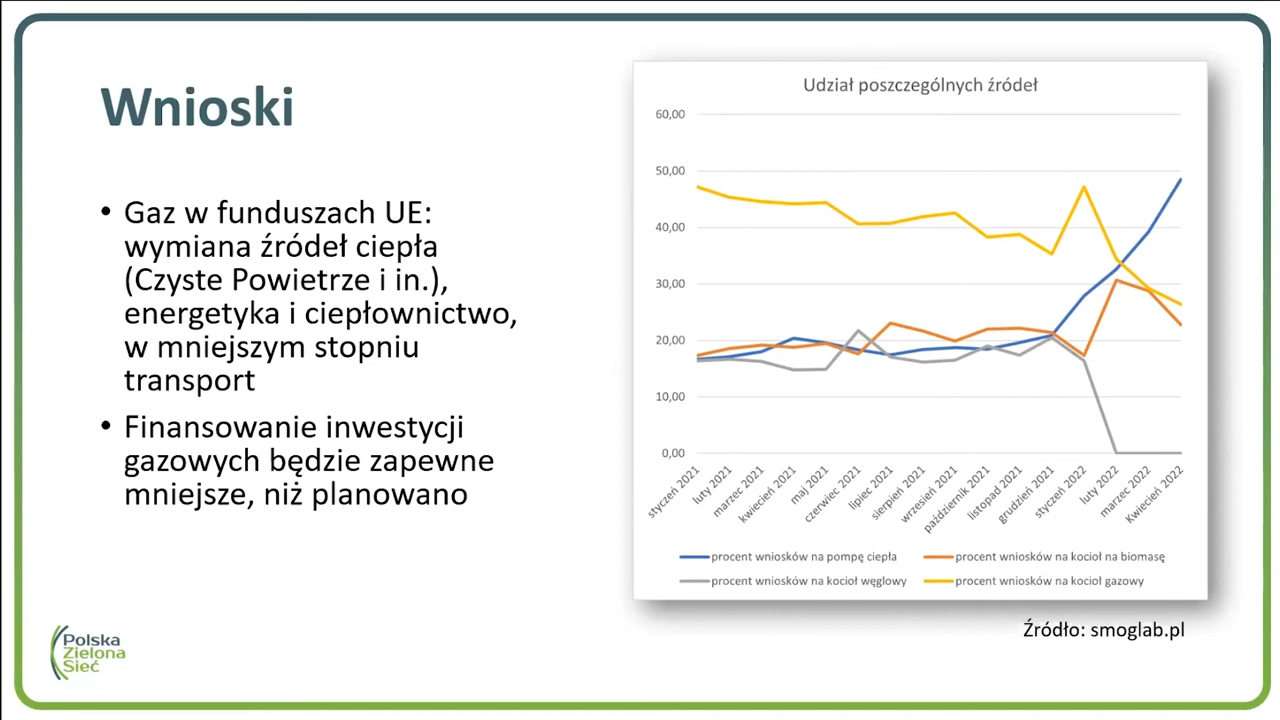 Wnioski
• Gaz w funduszach UE:
wymiana źródeł ciepła
(Czyste Powietrze i in.),
energetyka i ciepłownictwo,
w mniejszym stopniu
transport
• Finansowanie inwestycji
gazowych będzie zapewne
mniejsze, niż planowano
Udział poszczególnych źródeł
60,00
50,00
40,00
30,00
20,00
10,00
0,00
styczeń 2021
luty 2021
marzec 2021
kwiecień 2021
maj 2021
czerwiec 2021
lipiec 2021
sierpień 2021
wrzesień 2021
październik 2021
listopad 2021
grudzień 2021
styczeń 2022
luty 2022
marzec 2022
Kwiecień 2022
procent wniosków na pompę ciepła
procent wniosków na kocioł na biomasę
procent wniosków na kocioł węglowy
procent wniosków na kocioł gazowy
Źródło: smoglab.pl
Polska
Zielona
Sieć